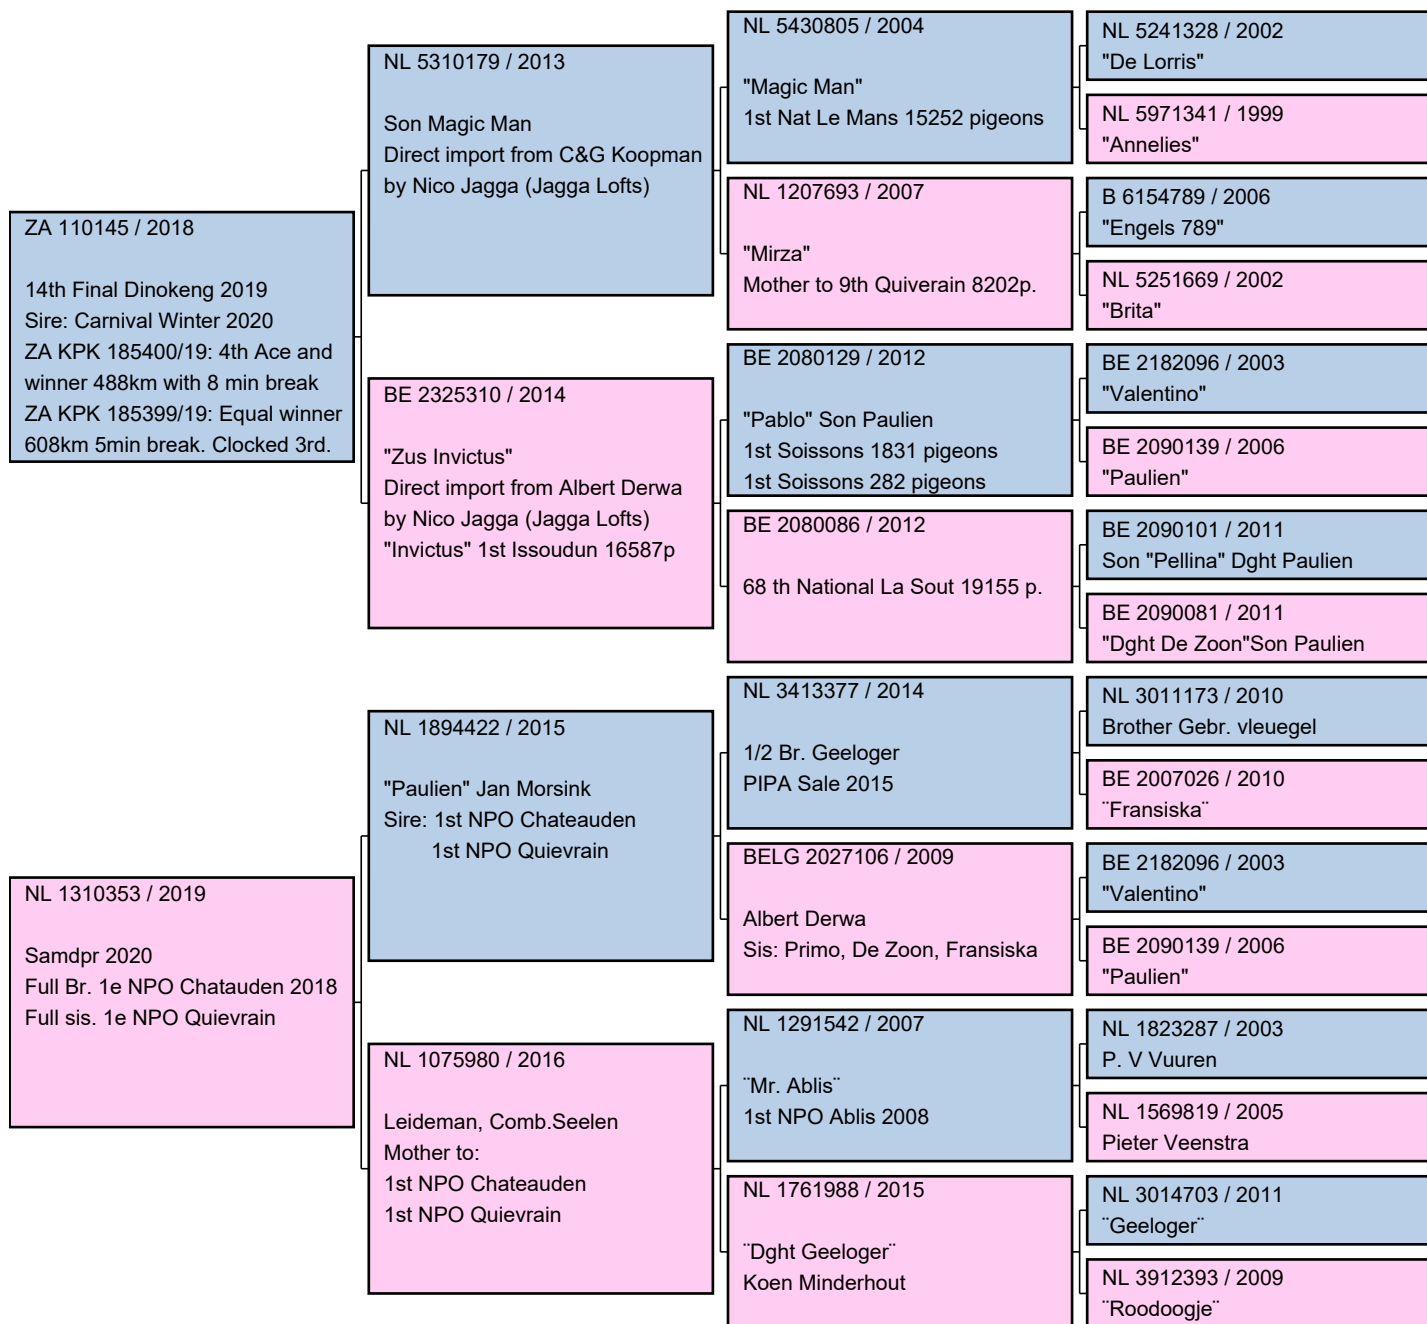 ZA 110145 / 2018
14th Final Dinokeng 2019
Sire: Carnival Winter 2020
ZA KPK 185400/19: 4th Ace and
winner 488km with 8 min break
ZA KPK 185399/19: Equal winner
608km 5min break. Clocked 3rd.
NL 1310353 / 2019
Samdpr 2020
Full Br. 1e NPO Chatauden 2018
Full sis. 1e NPO Quievrain
NL 5310179 / 2013
Son Magic Man
Direct import from C&G Koopman
by Nico Jagga (Jagga Lofts)
BE 2325310 / 2014
"Zus Invictus"
Direct import from Albert Derwa
by Nico Jagga (Jagga Lofts)
"Invictus" 1st Issoudun 16587p
NL 1894422 / 2015
"Paulien" Jan Morsink
Sire: 1st NPO Chateauden
1st NPO Quievrain
NL 1075980 / 2016
Leideman, Comb.Seelen
Mother to:
1st NPO Chateauden
1st NPO Quievrain
NL 5430805 / 2004
"Magic Man"
1st Nat Le Mans 15252 pigeons
NL 1207693 / 2007
"Mirza"
Mother to 9th Quiverain 8202p.
BE 2080129 / 2012
"Pablo" Son Paulien
1st Soissons 1831 pigeons
1st Soissons 282 pigeons
BE 2080086 / 2012
68 th National La Sout 19155 p.
NL 3413377 / 2014
1/2 Br. Geeloger
PIPA Sale 2015
BELG 2027106 / 2009
Albert Derwa
Sis: Primo, De Zoon, Fransiska
NL 1291542 / 2007
¨Mr. Ablis¨
1st NPO Ablis 2008
NL 1761988 / 2015
¨Dght Geeloger¨
Koen Minderhout
NL 5241328 / 2002
"De Lorris"
NL 5971341 / 1999
"Annelies"
B 6154789 / 2006
"Engels 789"
NL 5251669 / 2002
"Brita"
BE 2182096 / 2003
"Valentino"
BE 2090139 / 2006
"Paulien"
BE 2090101 / 2011
Son "Pellina" Dght Paulien
BE 2090081 / 2011
"Dght De Zoon"Son Paulien
NL 3011173 / 2010
Brother Gebr. vleuegel
BE 2007026 / 2010
¨Fransiska¨
BE 2182096 / 2003
"Valentino"
BE 2090139 / 2006
"Paulien"
NL 1823287 / 2003
P. V Vuuren
NL 1569819 / 2005
Pieter Veenstra
NL 3014703 / 2011
¨Geeloger¨
NL 3912393 / 2009
¨Roodoogje¨